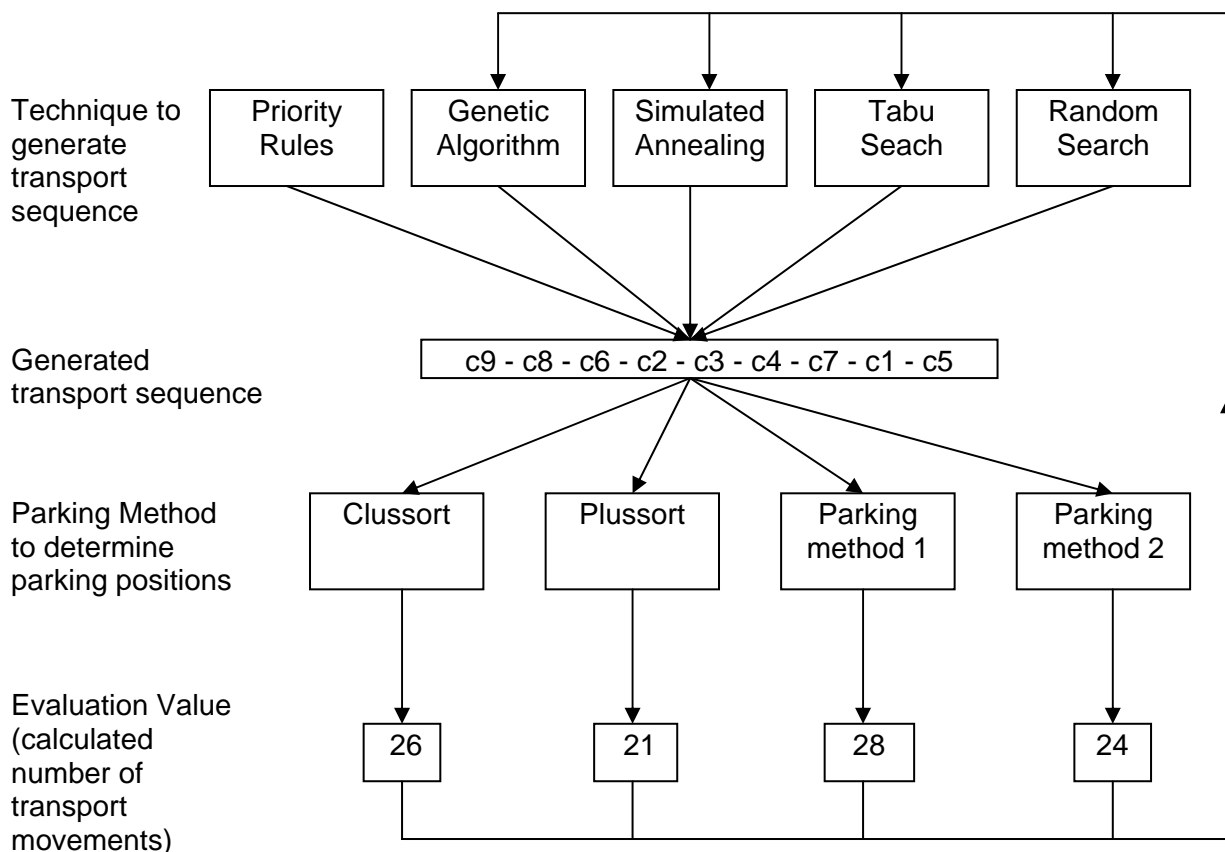 Technique to
generate
transport
sequence
Priority
Rules
Genetic
Algorithm
Simulated
Annealing
Tabu
Seach
Random
Search
Generated
transport sequence
c9 - c8 - c6 - c2 - c3 - c4 - c7 - c1 - c5
Parking Method
to determine
parking positions
Clussort
Plussort
Parking
method 1
Parking
method 2
Evaluation Value
(calculated
number of
transport
movements)
26
21
28
24